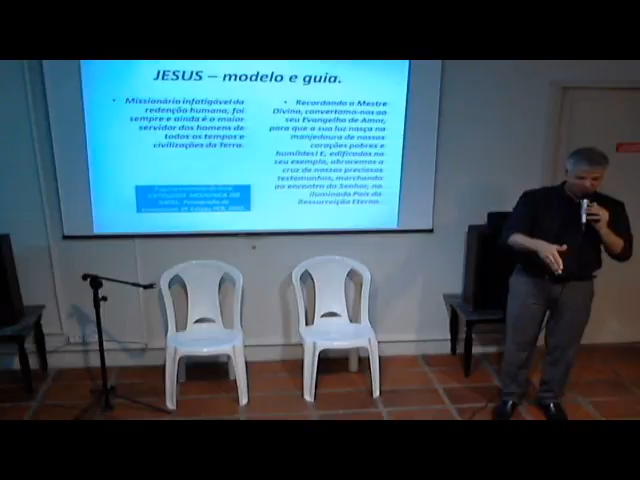 JESUS – modelo e guia.
• Missionário infatigável da
redenção humana, foi
sempre e ainda é o maior
servidor dos homens de
todos os tempos e
civilizações da Terra.
• Recordando o Mestre
Divino, convertamo-nos ao
seu Evangelho de Amor,
para que a sua luz nasça na
manjedoura de nossos
corações pobres e
humildes! E, edificados no
seu exemplo, abracemos a
cruz de nossos preciosos
testemunhos, marchando
ao encontro do Senhor, no
iluminado País da
Ressurreição Eterna.